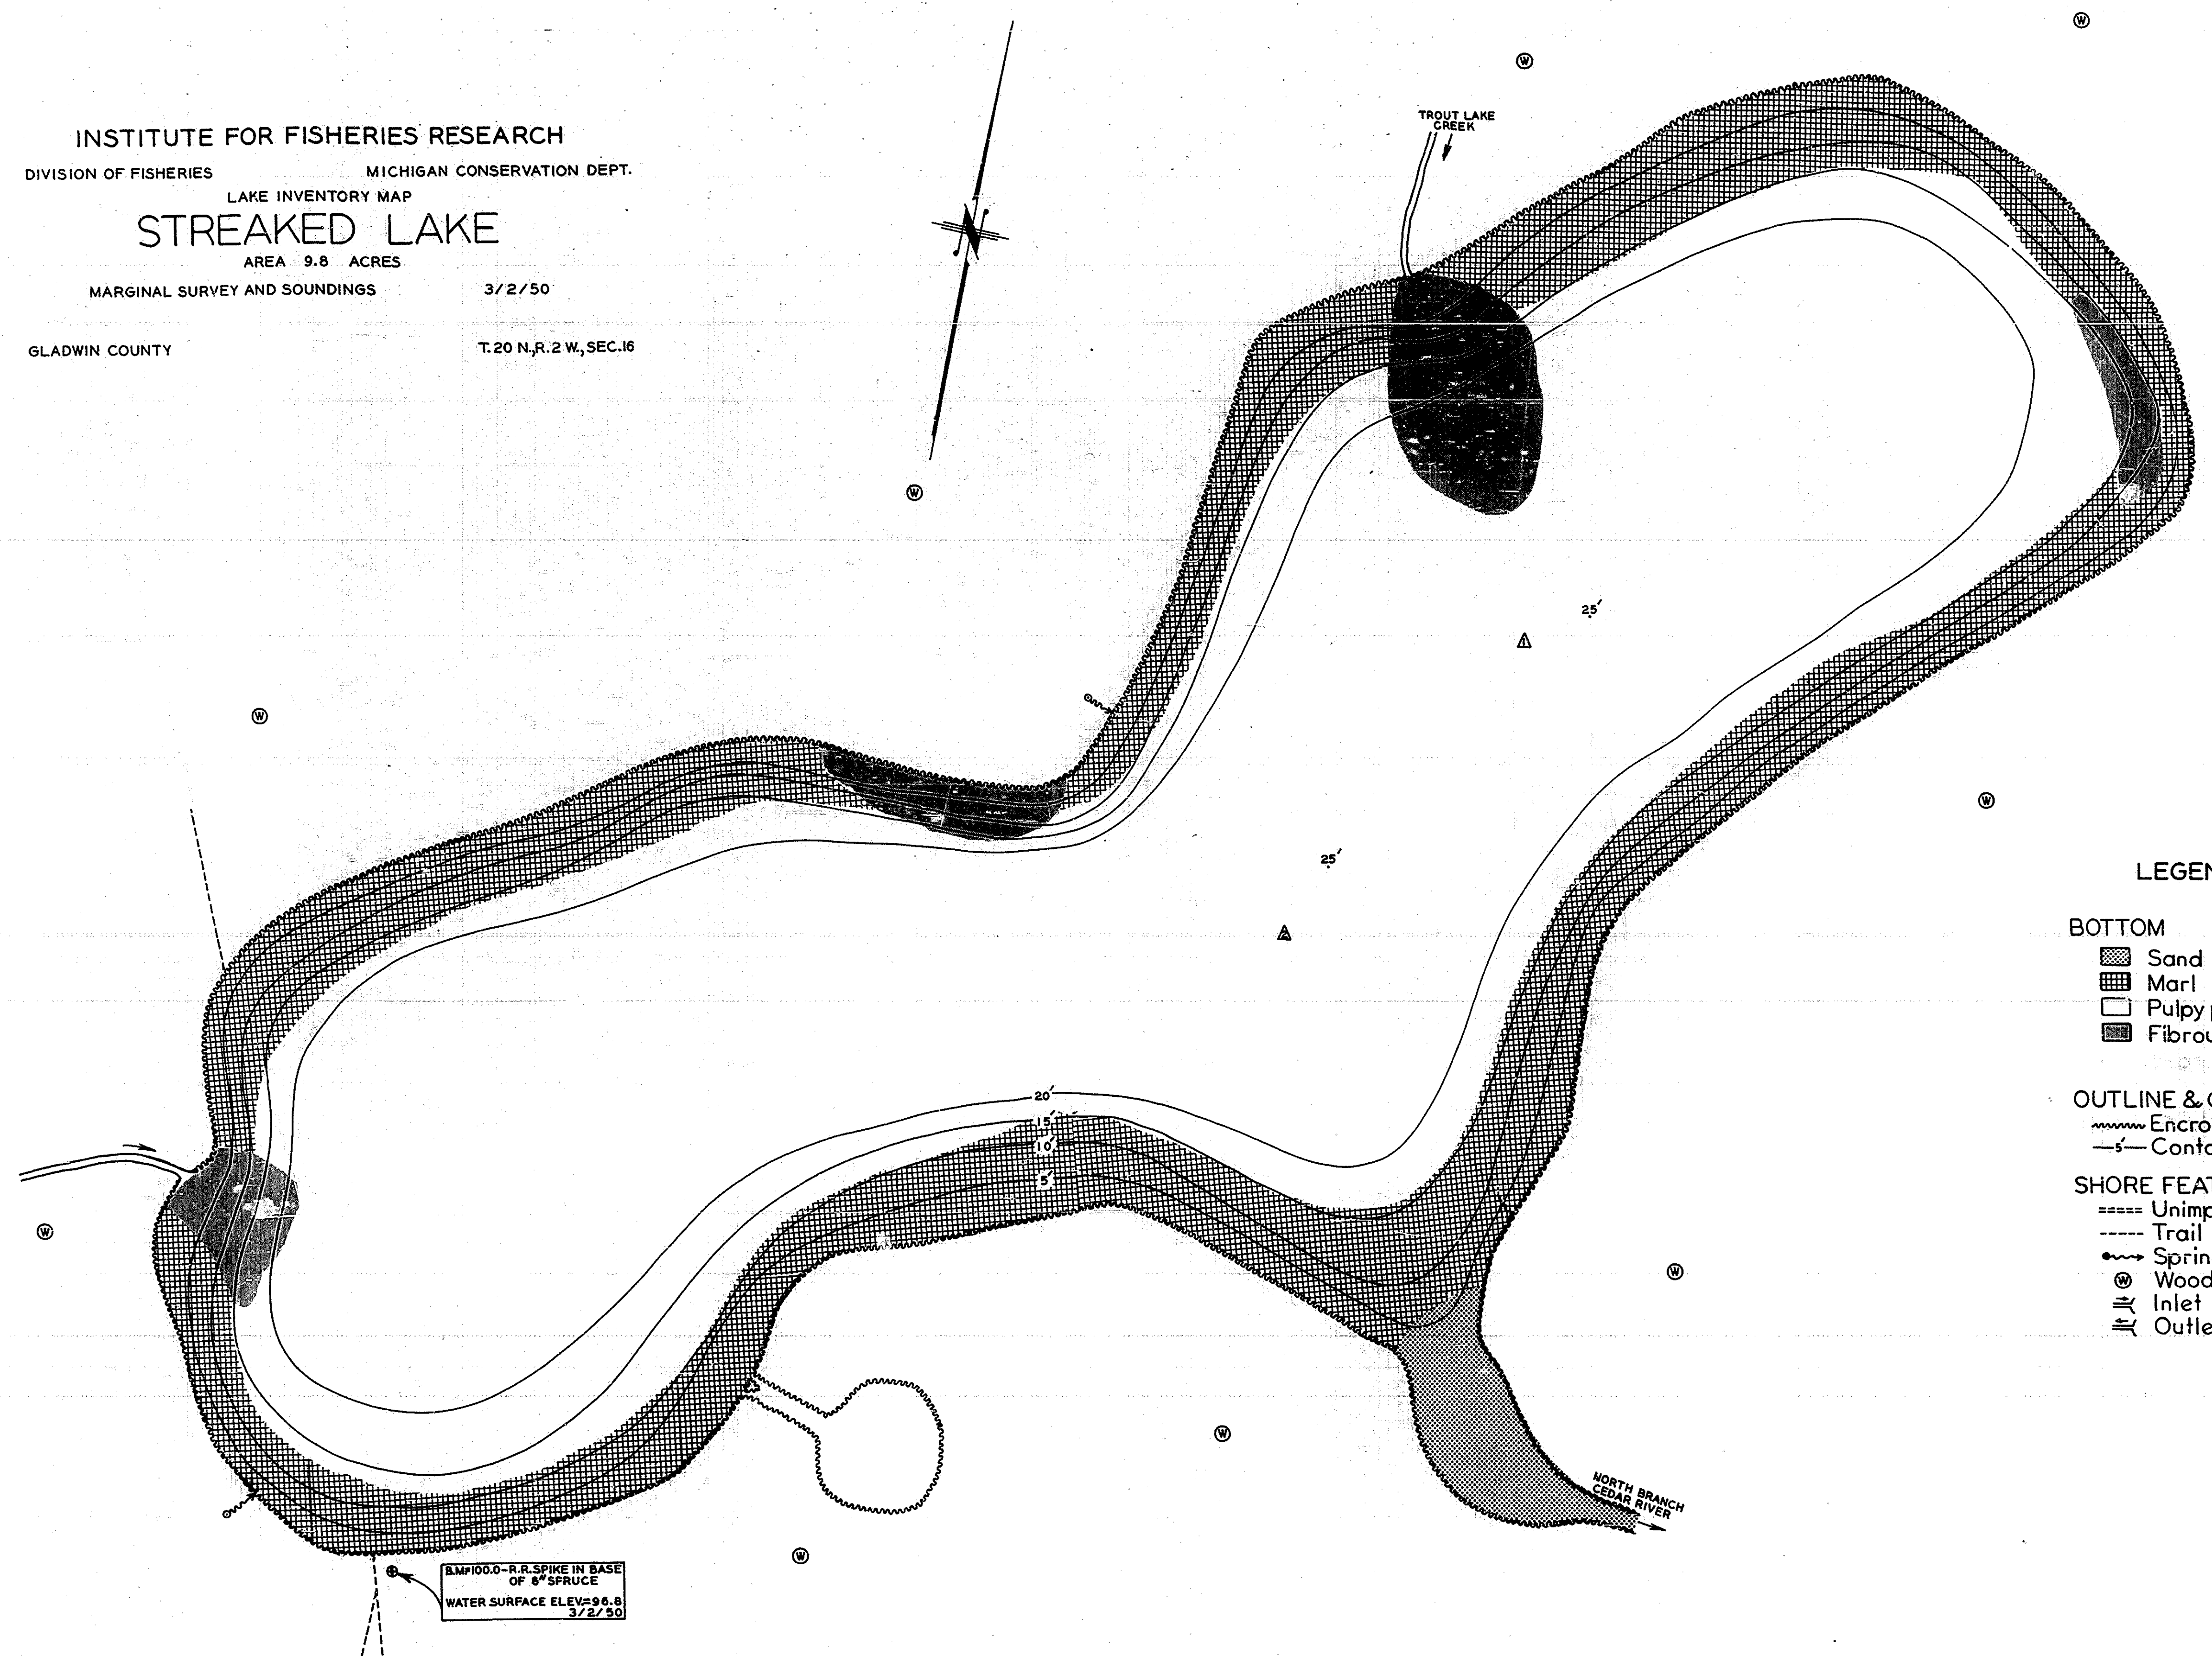 INSTITUTE FOR FISHERIES RESEARCH
DIVISION OF FISHERIES MICHIGAN CONSERVATION DEPT.
LAKE INVENTORY MAP
STREAKED LAKE
AREA 9.8 ACRES
MARGINAL SURVEY AND SOUNDINGS 3/2/50
GLADWIN COUNTY T.20 N.,R.2 W.,SEC.16
N
TROUT LAKE
CREEK
W
W
W
W
W
W
W
W
W
25'
1
25'
2
20'
15'
10'
5'
NORTH BRANCH
CEDAR RIVER
B.M.=100.0-R.R.SPIKE IN BASE
OF 8" SPRUCE
WATER SURFACE ELEV.=96.8
3/2/50
LEGEN
BOTTOM
Sand
Marl
Pulpy p
Fibrou
OUTLINE & C
Encro
5' Conto
SHORE FEAT
Unimp
Trail
Sprin
W Wood
Inlet
Outle